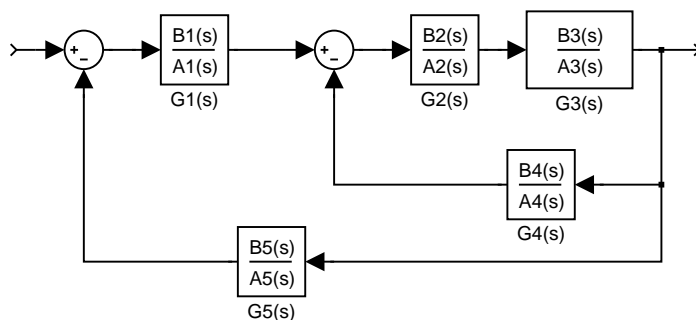 +
-
B1(s)
A1(s)
G1(s)
+
-
B2(s)
A2(s)
G2(s)
B3(s)
A3(s)
G3(s)
B4(s)
A4(s)
G4(s)
B5(s)
A5(s)
G5(s)